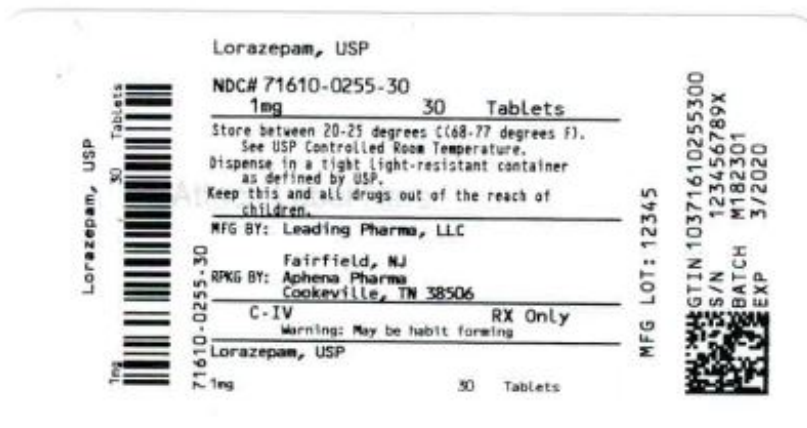 Lorazepam, USP
NDC# 71610-0255-30
1mg 30 Tablets
Store between 20-25 degrees C(68-77 degrees F).
See USP Controlled Room Temperature.
Dispense in a tight light-resistant container
as defined by USP.
Keep this and all drugs out of the reach of
children.
MFG BY: Leading Pharma, LLC
Fairfield, NJ
RPKG BY: Aphena Pharma
Cookeville, TN 38506
C-IV RX Only
Warning: May be habit forming
Lorazepam, USP
1mg 30 Tablets
Lorazepam, USP
1mg 30 Tablets
71610-0255-30
MFG LOT: 12345
GTIN 10371610255300
S/N 123456789X
BATCH M182301
EXP 3/2020